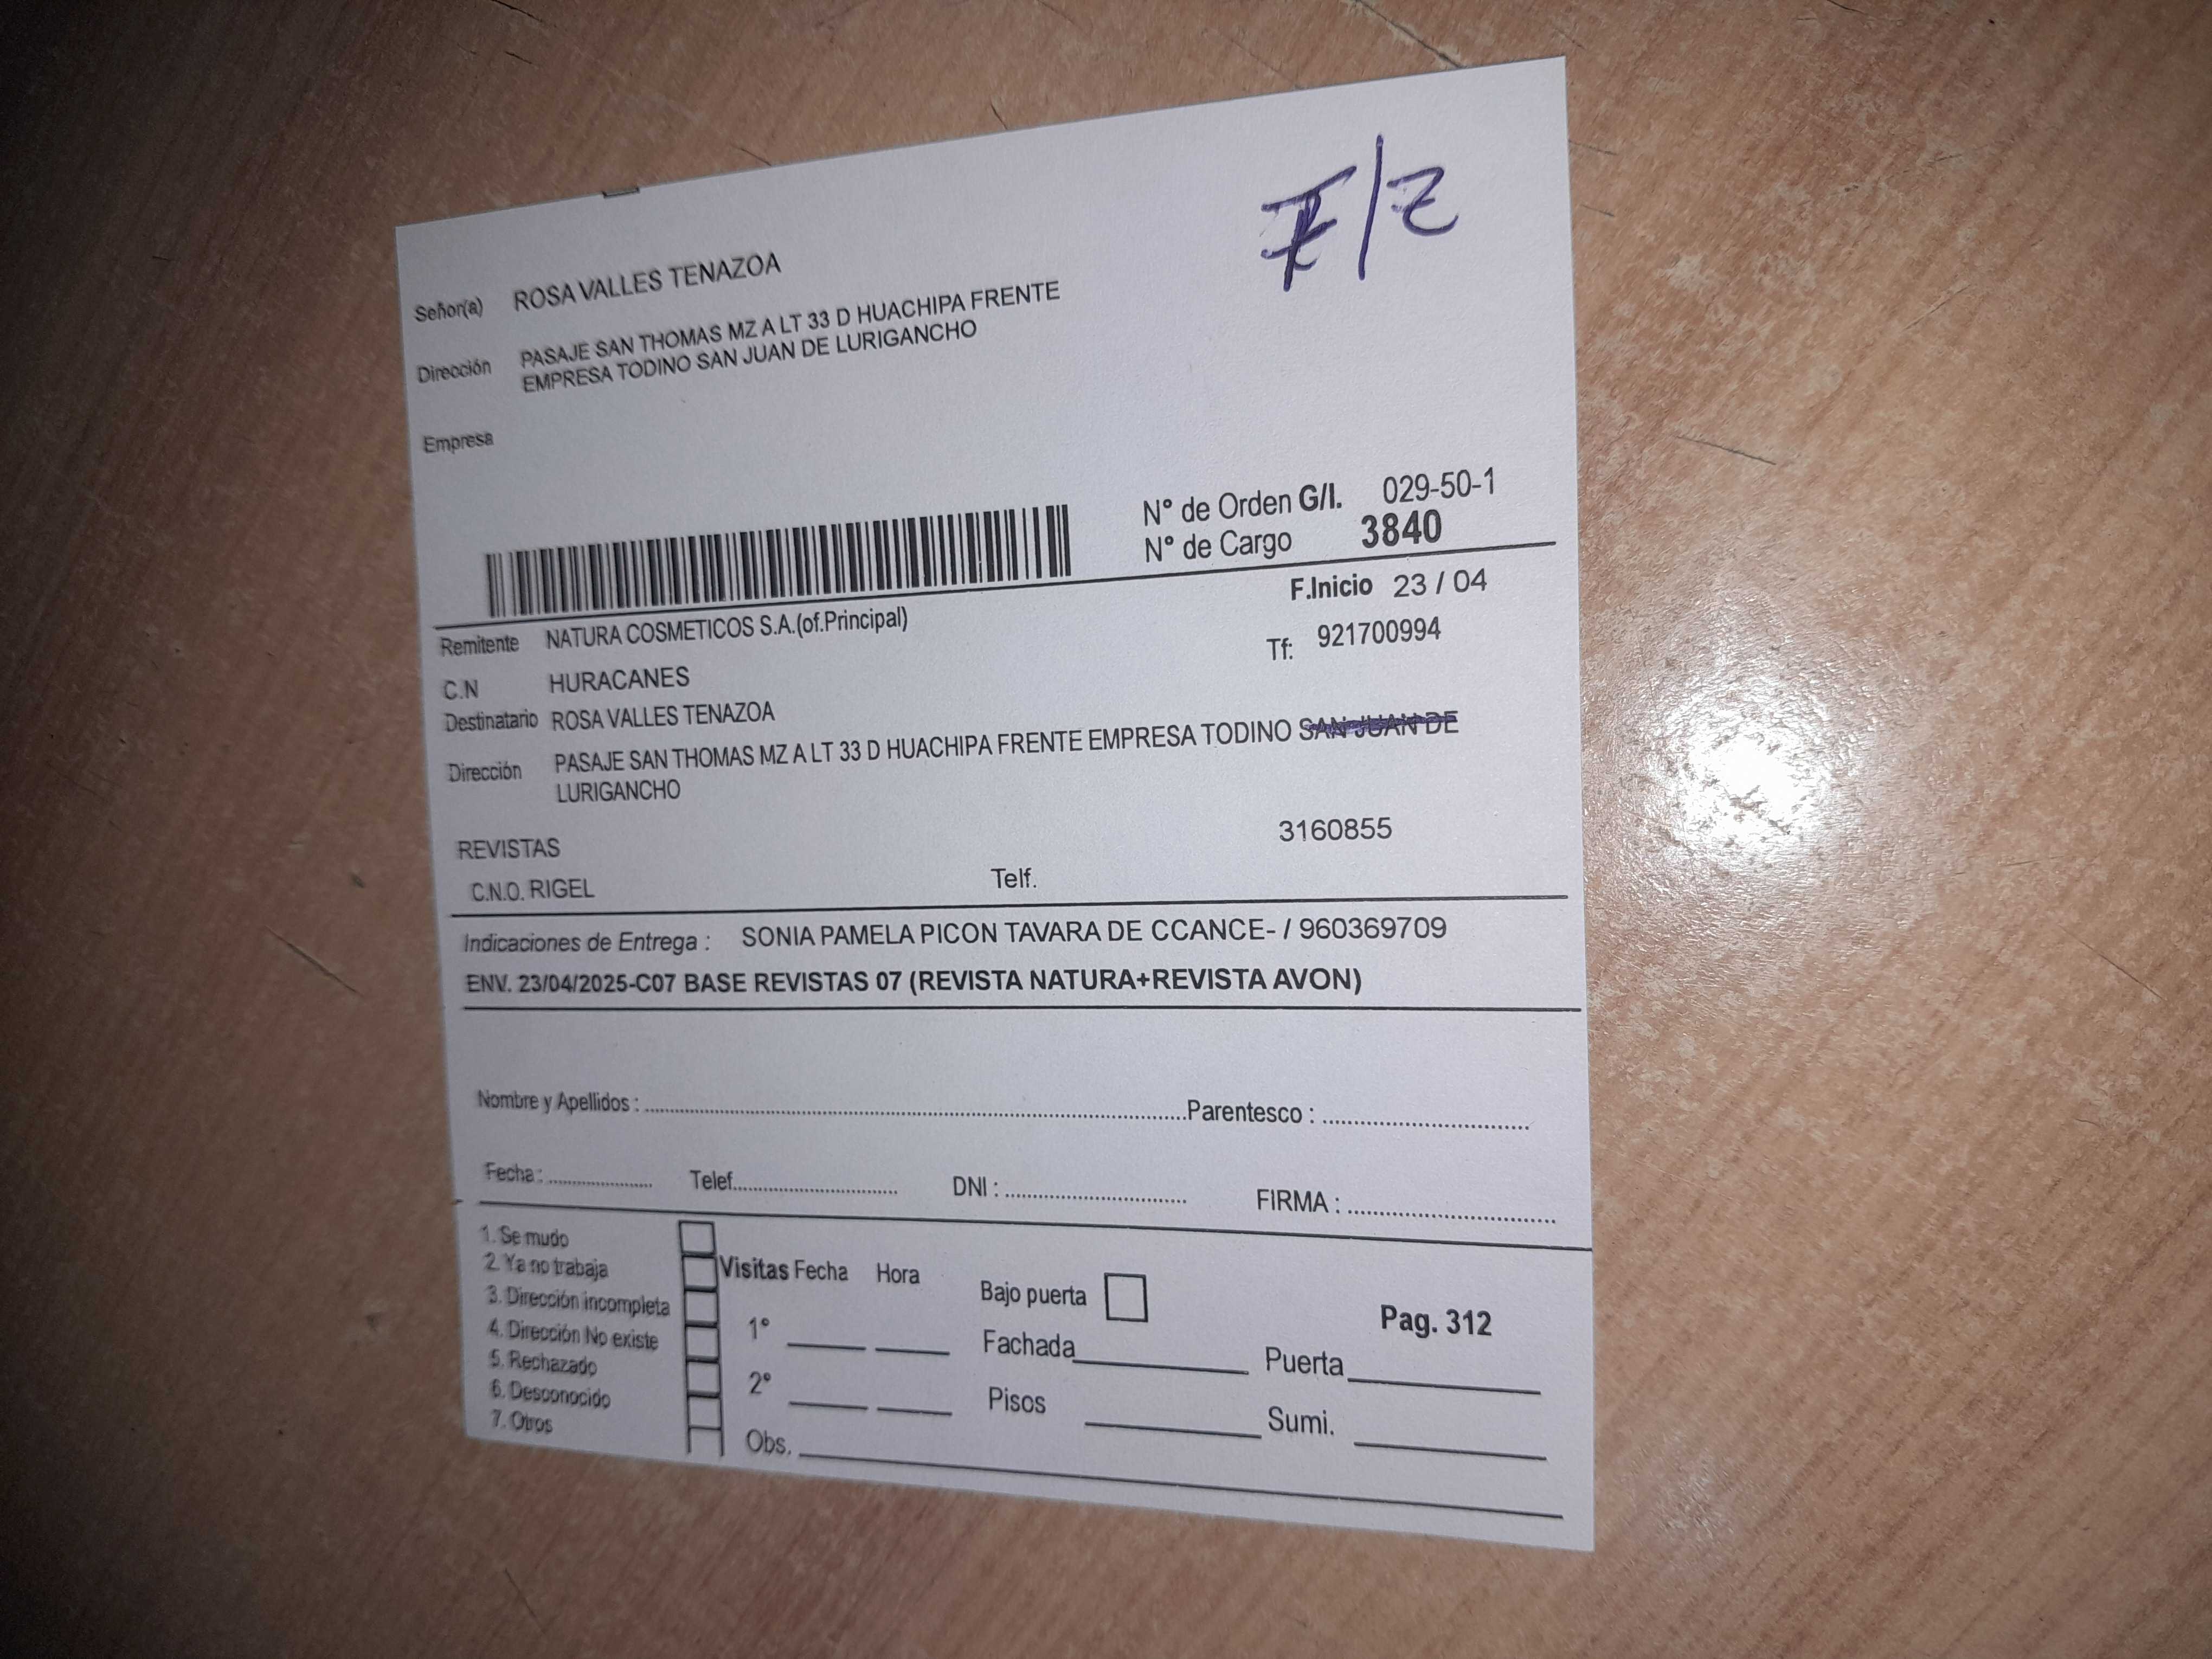 F/Z
Señor(a) ROSA VALLES TENAZOA
Dirección PASAJE SAN THOMAS MZ A LT 33 D HUACHIPA FRENTE
EMPRESA TODINO SAN JUAN DE LURIGANCHO
Empresa
N° de Orden G/I. 029-50-1
N° de Cargo 3840
F.Inicio 23 / 04
Remitente NATURA COSMETICOS S.A.(of.Principal)
Tf: 921700994
C.N HURACANES
Destinatario ROSA VALLES TENAZOA
Dirección PASAJE SAN THOMAS MZ A LT 33 D HUACHIPA FRENTE EMPRESA TODINO SAN JUAN DE
LURIGANCHO
REVISTAS 3160855
C.N.O. RIGEL Telf.
Indicaciones de Entrega : SONIA PAMELA PICON TAVARA DE CCANCE- / 960369709
ENV. 23/04/2025-C07 BASE REVISTAS 07 (REVISTA NATURA+REVISTA AVON)
Nombre y Apellidos : Parentesco :
Fecha : Telef. DNI : FIRMA :
1. Se mudo
2. Ya no trabaja
3. Dirección incompleta
4. Dirección No existe
5. Rechazado
6. Desconocido
7. Otros
Visitas Fecha Hora
1°
2°
Obs.
Bajo puerta
Fachada
Pisos
Pag. 312
Puerta
Sumi.